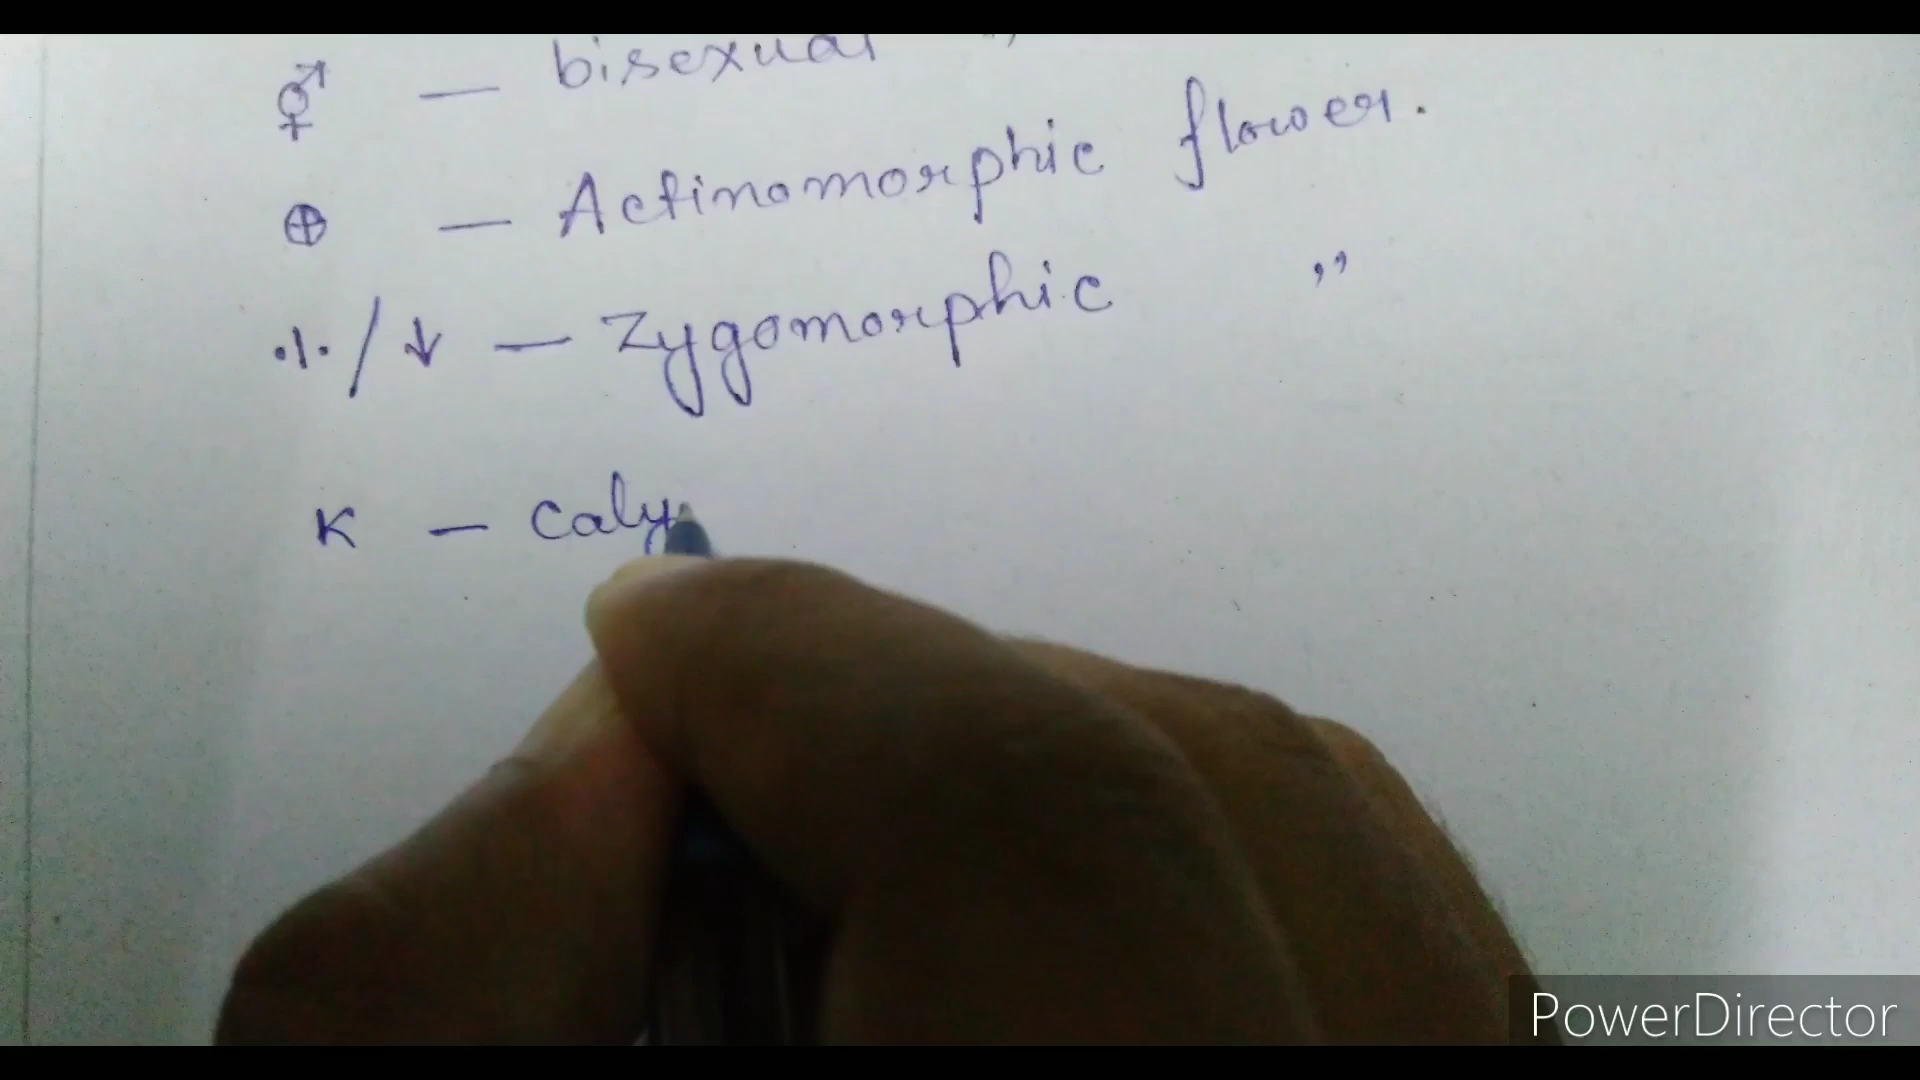 ⚥ — bisexual "
⊕ — Actinomorphic flower.
·|· / ↓ — Zygomorphic "
K — Caly
PowerDirector